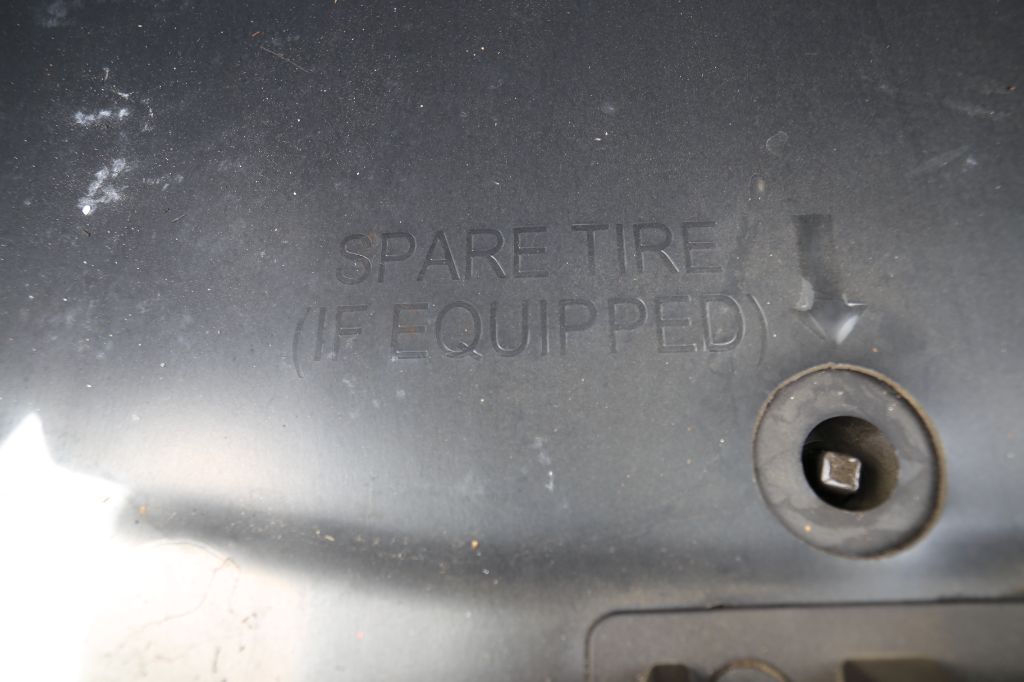 SPARE TIRE
(IF EQUIPPED)